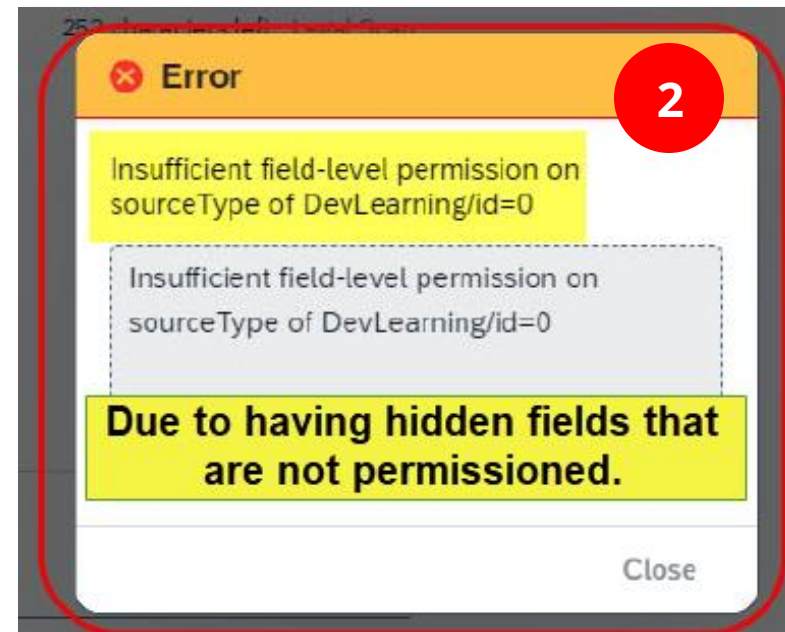 Error
2
Insufficient field-level permission on
sourceType of DevLearning/id=0
Insufficient field-level permission on
sourceType of DevLearning/id=0
Due to having hidden fields that
are not permissioned.
Close